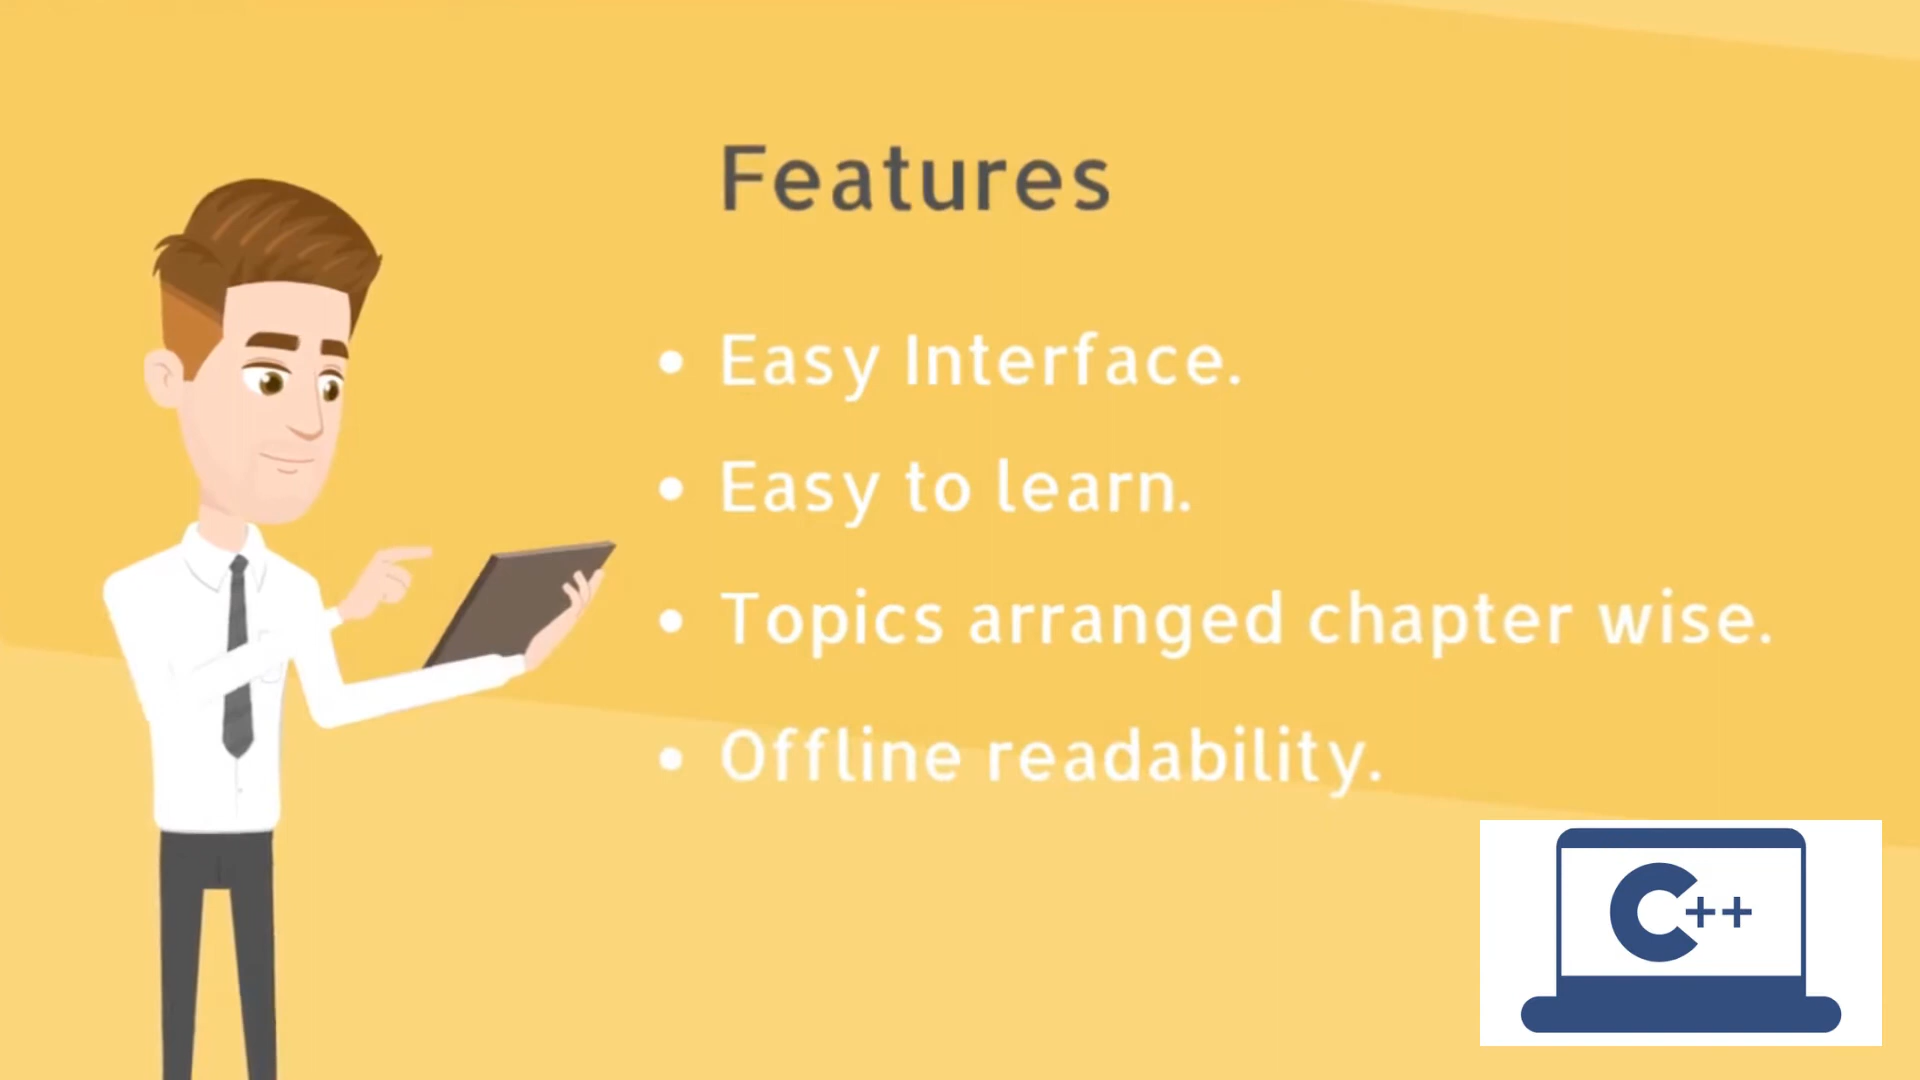 Features
• Easy Interface.
• Easy to learn.
• Topics arranged chapter wise.
• Offline readability.
C++